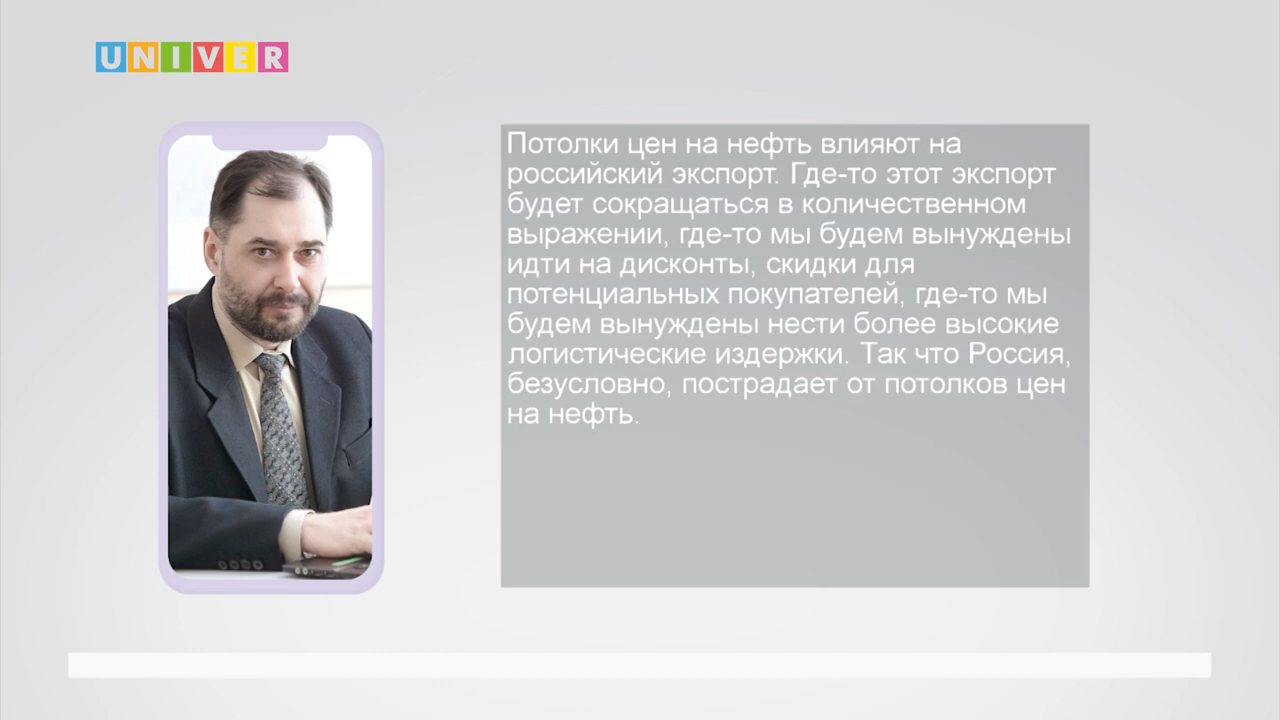 UNIVER
Потолки цен на нефть влияют на
российский экспорт. Где-то этот экспорт
будет сокращаться в количественном
выражении, где-то мы будем вынуждены
идти на дисконты, скидки для
потенциальных покупателей, где-то мы
будем вынуждены нести более высокие
логистические издержки. Так что Россия,
безусловно, пострадает от потолков цен
на нефть.